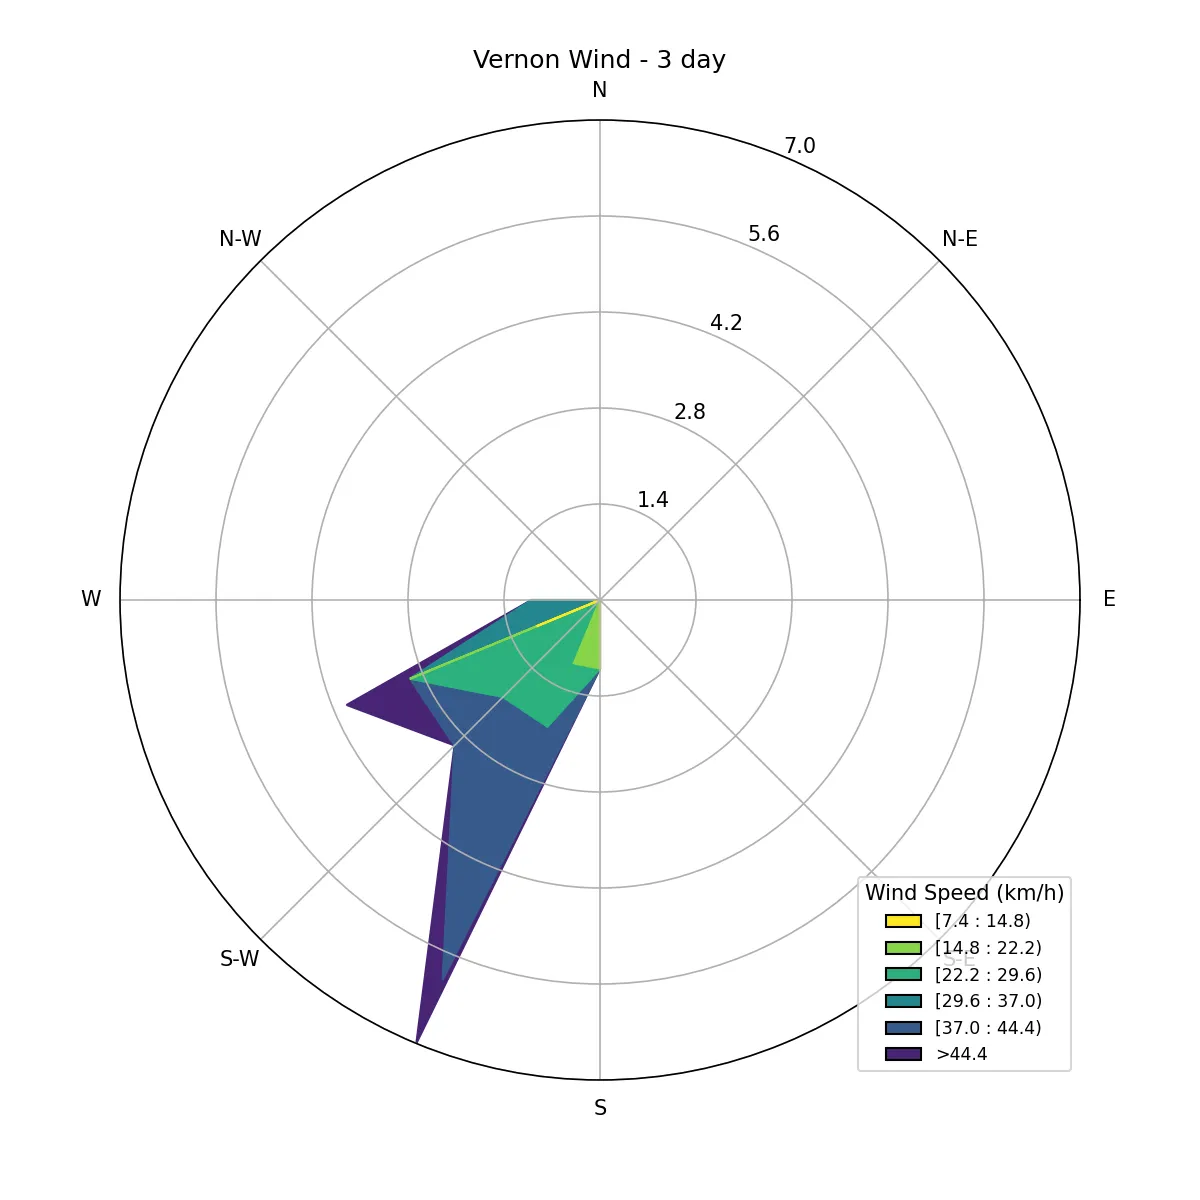 Vernon Wind - 3 day
N
7.0
N-W
5.6
N-E
4.2
2.8
1.4
W
E
S-W
S-E
S
Wind Speed (km/h)
[7.4 : 14.8)
[14.8 : 22.2)
[22.2 : 29.6)
[29.6 : 37.0)
[37.0 : 44.4)
>44.4